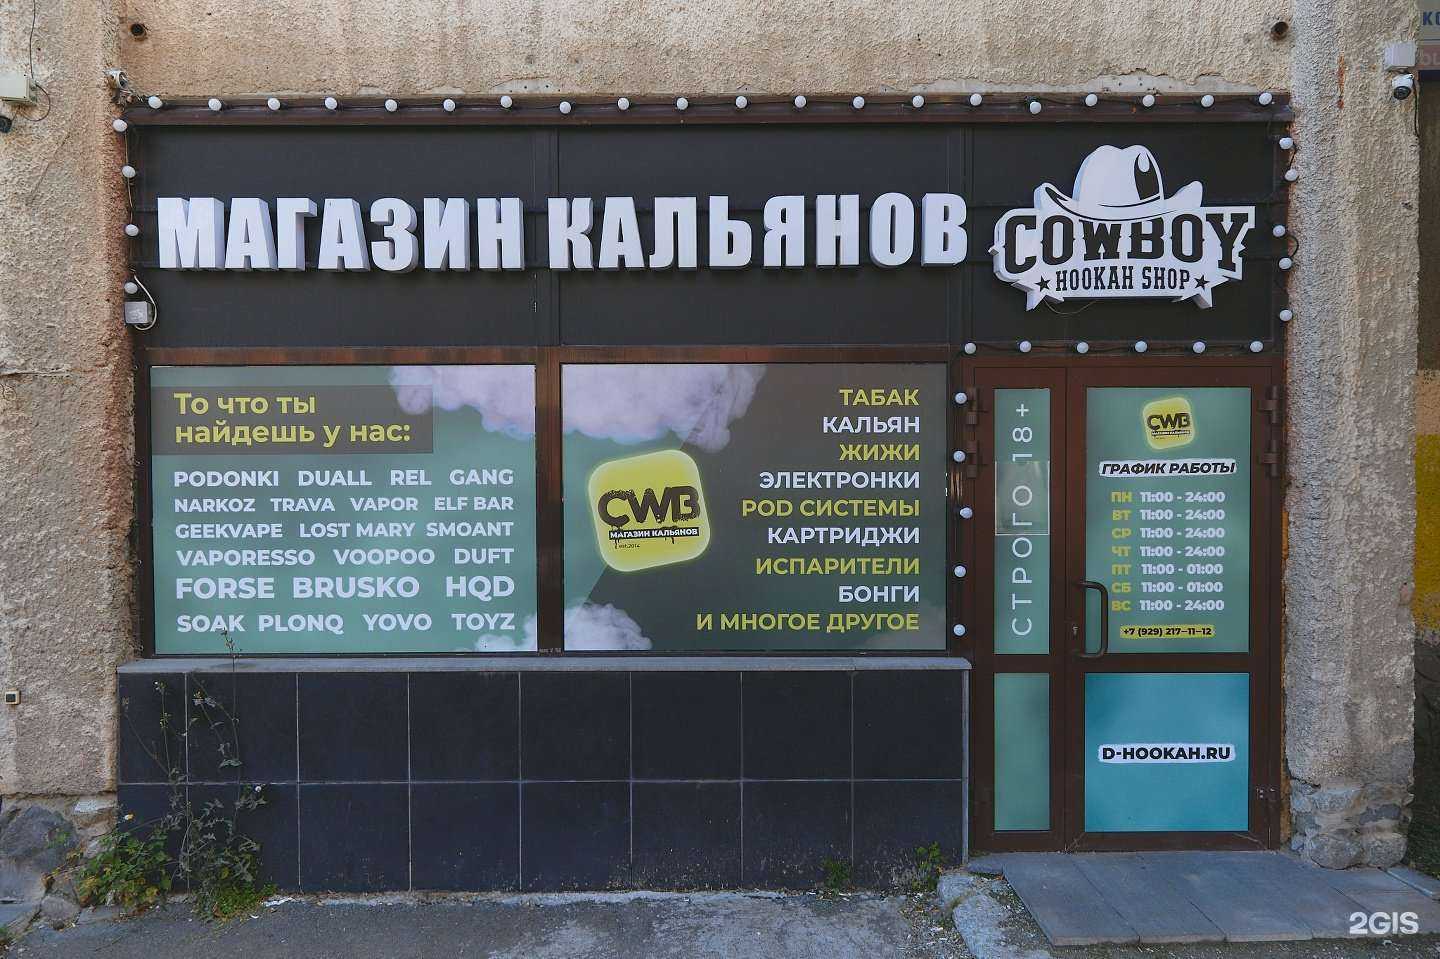 МАГАЗИН КАЛЬЯНОВ
COWBOY
HOOKAH SHOP
То что ты
найдешь у нас:
PODONKI DUALL REL GANG
NARKOZ TRAVA VAPOR ELF BAR
GEEKVAPE LOST MARY SMOANT
VAPORESSO VOOPOO DUFT
FORSE BRUSKO HQD
SOAK PLONQ YOVO TOYZ
CWB
МАГАЗИН КАЛЬЯНОВ
est.2014
ТАБАК
КАЛЬЯН
ЖИЖИ
ЭЛЕКТРОНКИ
POD СИСТЕМЫ
КАРТРИДЖИ
ИСПАРИТЕЛИ
БОНГИ
И МНОГОЕ ДРУГОЕ
СТРОГО 18+
CWB
МАГАЗИН КАЛЬЯНОВ
ГРАФИК РАБОТЫ
ПН 11:00 - 24:00
ВТ 11:00 - 24:00
СР 11:00 - 24:00
ЧТ 11:00 - 24:00
ПТ 11:00 - 01:00
СБ 11:00 - 01:00
ВС 11:00 - 24:00
+7 (929) 217-11-12
D-HOOKAH.RU
2GIS